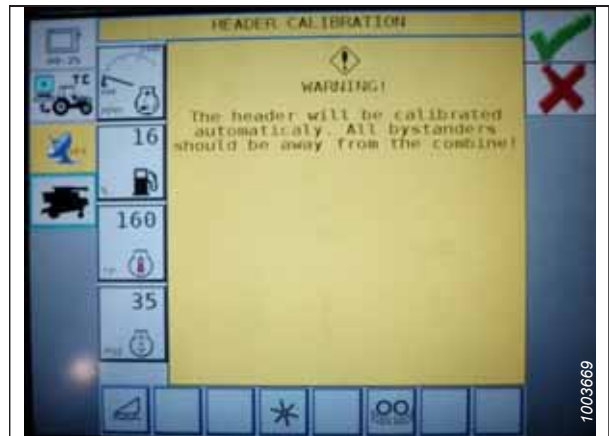 HEADER CALIBRATION
WARNING!
The header will be calibrated
automaticaly. All bystanders
should be away from the combine!
TC
16
160
35
1003669